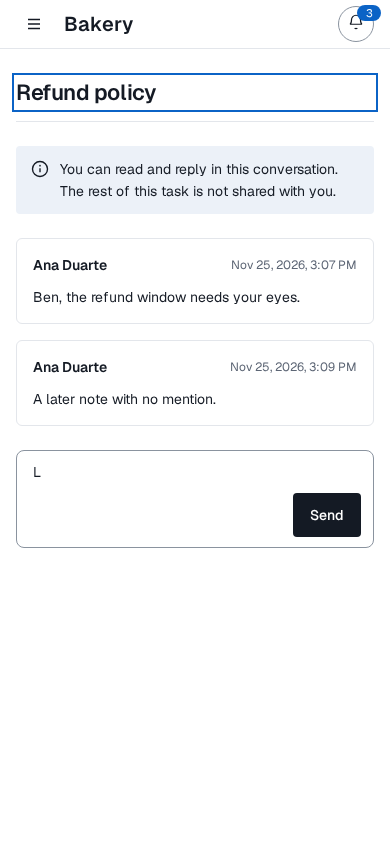 Bakery
3
Refund policy
You can read and reply in this conversation.
The rest of this task is not shared with you.
Ana Duarte
Nov 25, 2026, 3:07 PM
Ben, the refund window needs your eyes.
Ana Duarte
Nov 25, 2026, 3:09 PM
A later note with no mention.
L
Send